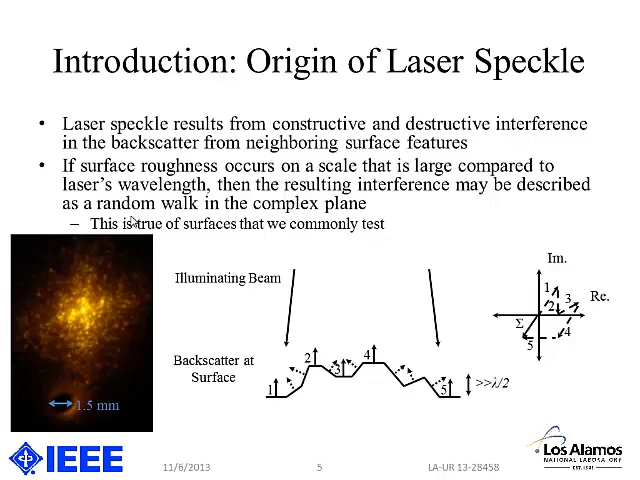 Introduction: Origin of Laser Speckle
• Laser speckle results from constructive and destructive interference
in the backscatter from neighboring surface features
• If surface roughness occurs on a scale that is large compared to
laser's wavelength, then the resulting interference may be described
as a random walk in the complex plane
– This is true of surfaces that we commonly test
Illuminating Beam
Backscatter at
Surface
1
2
3
4
5
>>λ/2
Im.
Re.
1
2
3
4
5
Σ
1.5 mm
IEEE
11/6/2013
5
LA-UR 13-28458
Los Alamos
NATIONAL LABORATORY
EST. 1943